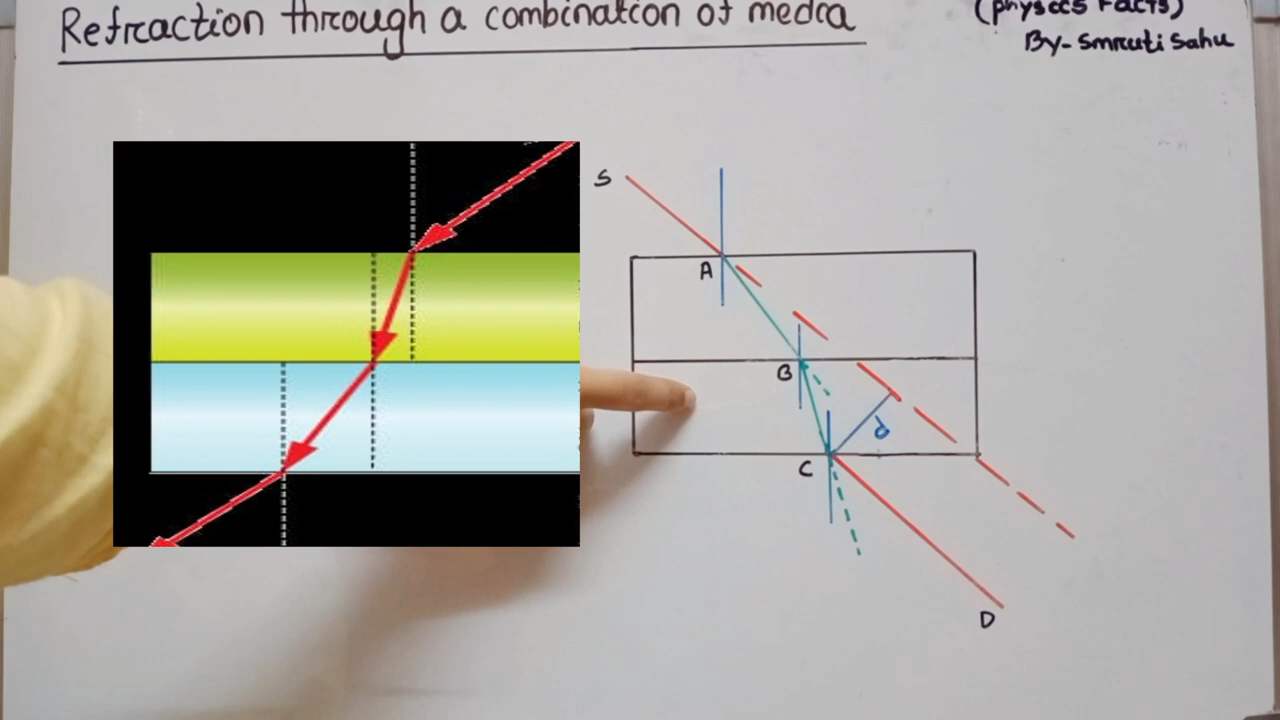 Refraction through a combination of media
(Physics Facts)
By- Smruti Sahu
S
A
B
d
C
D